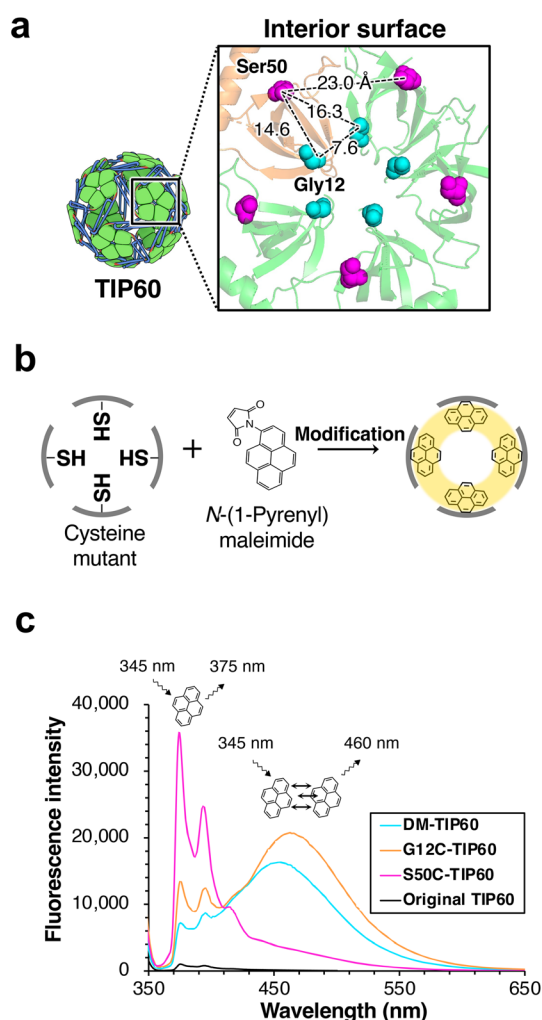 a
Interior surface
Ser50
23.0 Å
16.3
14.6
7.6
Gly12
TIP60
b
SH
SH
HS
SH
+
O
N
O
Modification
Cysteine
mutant
N-(1-Pyrenyl)
maleimide
c
345 nm
375 nm
345 nm
460 nm
Fluorescence intensity
40,000
30,000
20,000
10,000
0
DM-TIP60
G12C-TIP60
S50C-TIP60
Original TIP60
350
450
550
650
Wavelength (nm)